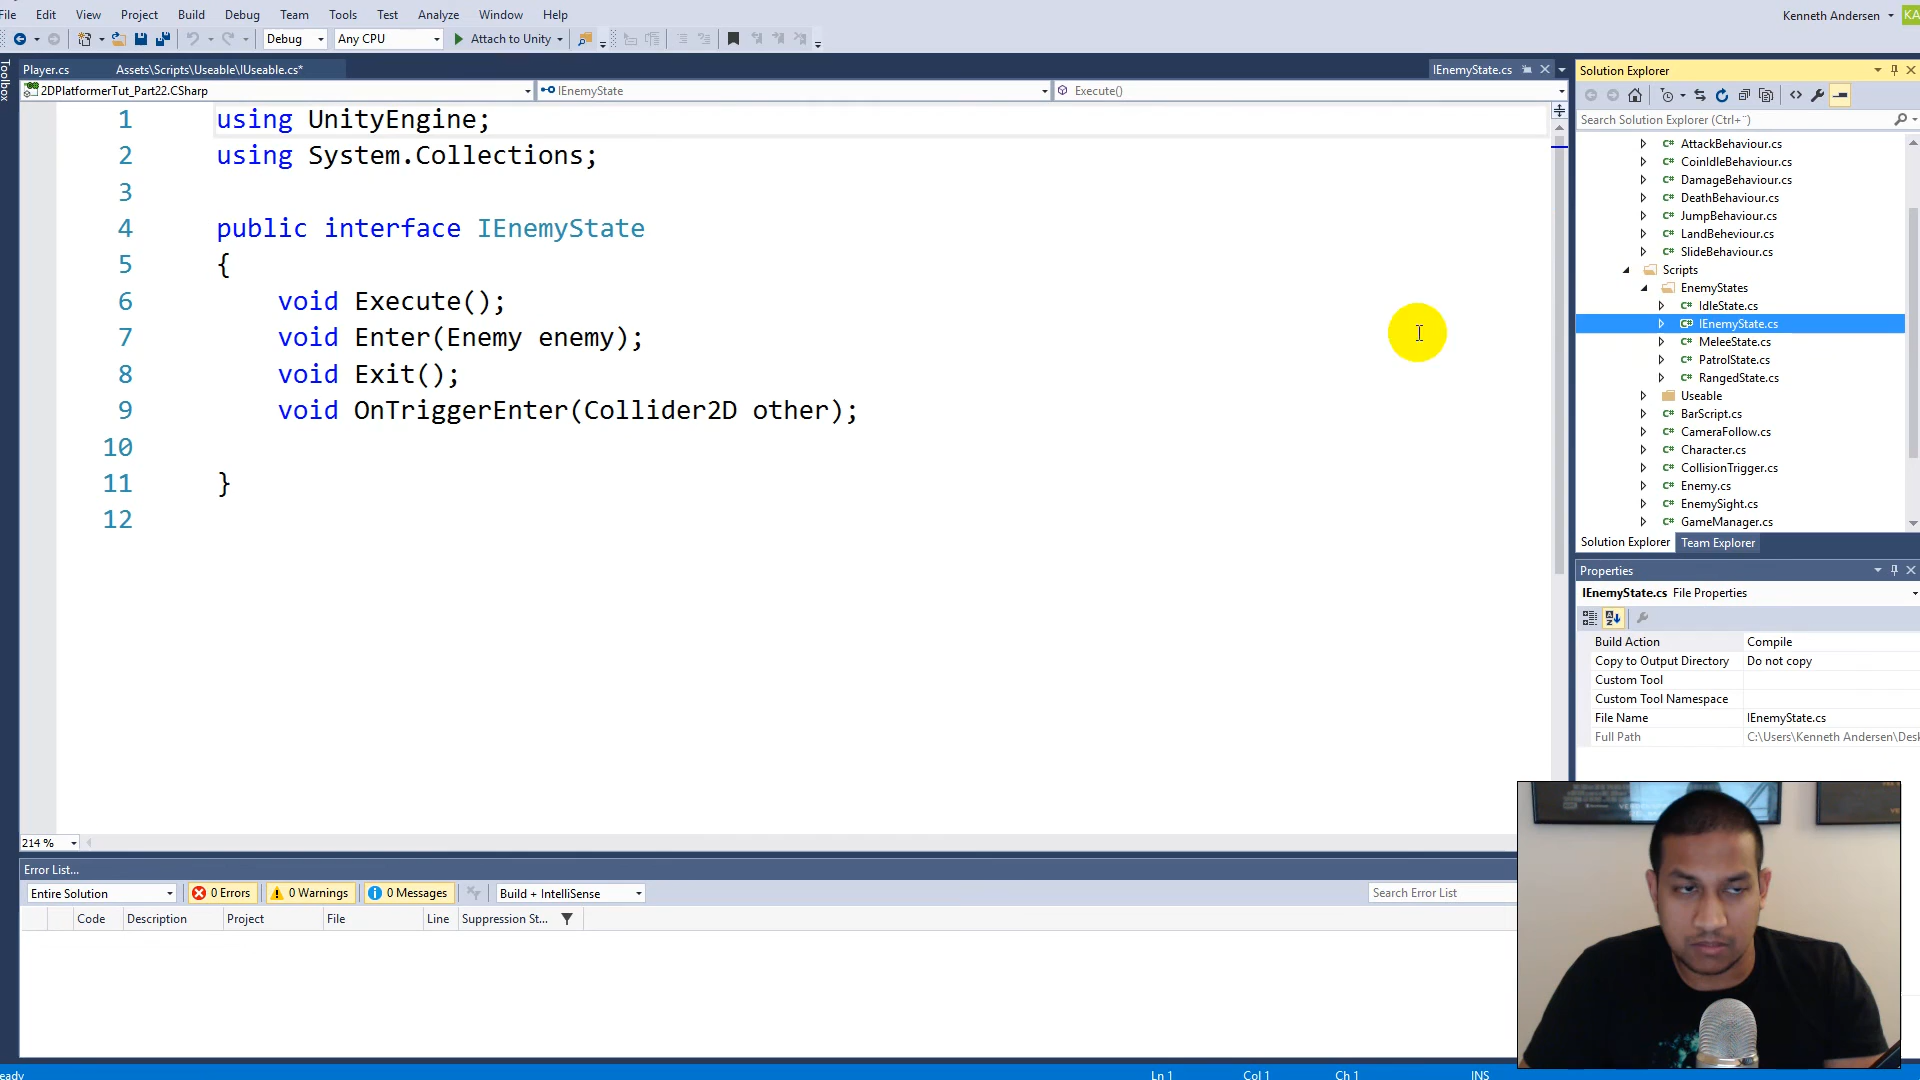 File Edit View Project Build Debug Team Tools Test Analyze Window Help
Kenneth Andersen KA
Debug Any CPU Attach to Unity
Toolbox
Player.cs Assets\Scripts\Useable\IUseable.cs* IEnemyState.cs
2DPlatformerTut_Part22.CSharp IEnemyState Execute()
1 using UnityEngine;
2 using System.Collections;
3
4 public interface IEnemyState
5 {
6 void Execute();
7 void Enter(Enemy enemy);
8 void Exit();
9 void OnTriggerEnter(Collider2D other);
10
11 }
12
214 %
Solution Explorer
Search Solution Explorer (Ctrl+¨)
C# AttackBehaviour.cs
C# CoinIdleBehaviour.cs
C# DamageBehaviour.cs
C# DeathBehaviour.cs
C# JumpBehaviour.cs
C# LandBeheviour.cs
C# SlideBehaviour.cs
Scripts
EnemyStates
C# IdleState.cs
C# IEnemyState.cs
C# MeleeState.cs
C# PatrolState.cs
C# RangedState.cs
Useable
C# BarScript.cs
C# CameraFollow.cs
C# Character.cs
C# CollisionTrigger.cs
C# Enemy.cs
C# EnemySight.cs
C# GameManager.cs
Solution Explorer Team Explorer
Properties
IEnemyState.cs File Properties
Build Action Compile
Copy to Output Directory Do not copy
Custom Tool
Custom Tool Namespace
File Name IEnemyState.cs
Full Path C:\Users\Kenneth Andersen\Desk
Error List...
Entire Solution 0 Errors 0 Warnings 0 Messages Build + IntelliSense Search Error List
Code Description Project File Line Suppression St...
eady Ln 1 Col 1 Ch 1 INS